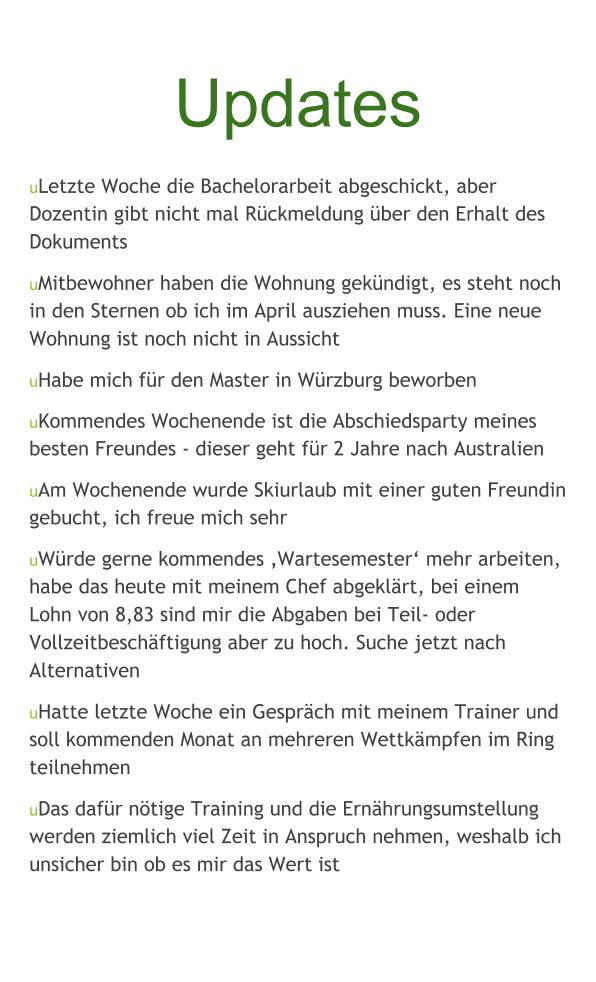 Updates
uLetzte Woche die Bachelorarbeit abgeschickt, aber
Dozentin gibt nicht mal Rückmeldung über den Erhalt des
Dokuments
uMitbewohner haben die Wohnung gekündigt, es steht noch
in den Sternen ob ich im April ausziehen muss. Eine neue
Wohnung ist noch nicht in Aussicht
uHabe mich für den Master in Würzburg beworben
uKommendes Wochenende ist die Abschiedsparty meines
besten Freundes - dieser geht für 2 Jahre nach Australien
uAm Wochenende wurde Skiurlaub mit einer guten Freundin
gebucht, ich freue mich sehr
uWürde gerne kommendes ‚Wartesemester‘ mehr arbeiten,
habe das heute mit meinem Chef abgeklärt, bei einem
Lohn von 8,83 sind mir die Abgaben bei Teil- oder
Vollzeitbeschäftigung aber zu hoch. Suche jetzt nach
Alternativen
uHatte letzte Woche ein Gespräch mit meinem Trainer und
soll kommenden Monat an mehreren Wettkämpfen im Ring
teilnehmen
uDas dafür nötige Training und die Ernährungsumstellung
werden ziemlich viel Zeit in Anspruch nehmen, weshalb ich
unsicher bin ob es mir das Wert ist